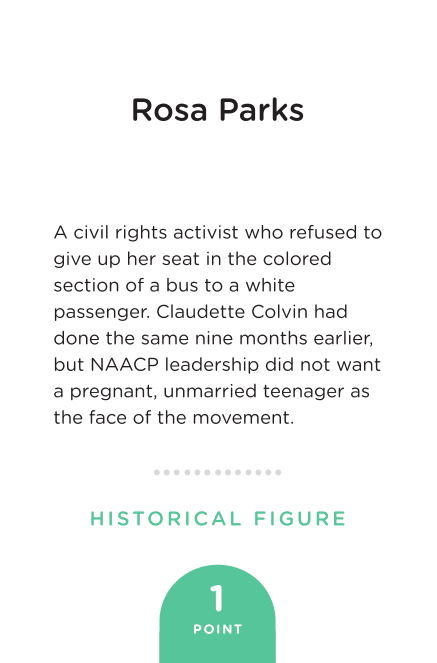 Rosa Parks
A civil rights activist who refused to
give up her seat in the colored
section of a bus to a white
passenger. Claudette Colvin had
done the same nine months earlier,
but NAACP leadership did not want
a pregnant, unmarried teenager as
the face of the movement.
HISTORICAL FIGURE
1
POINT